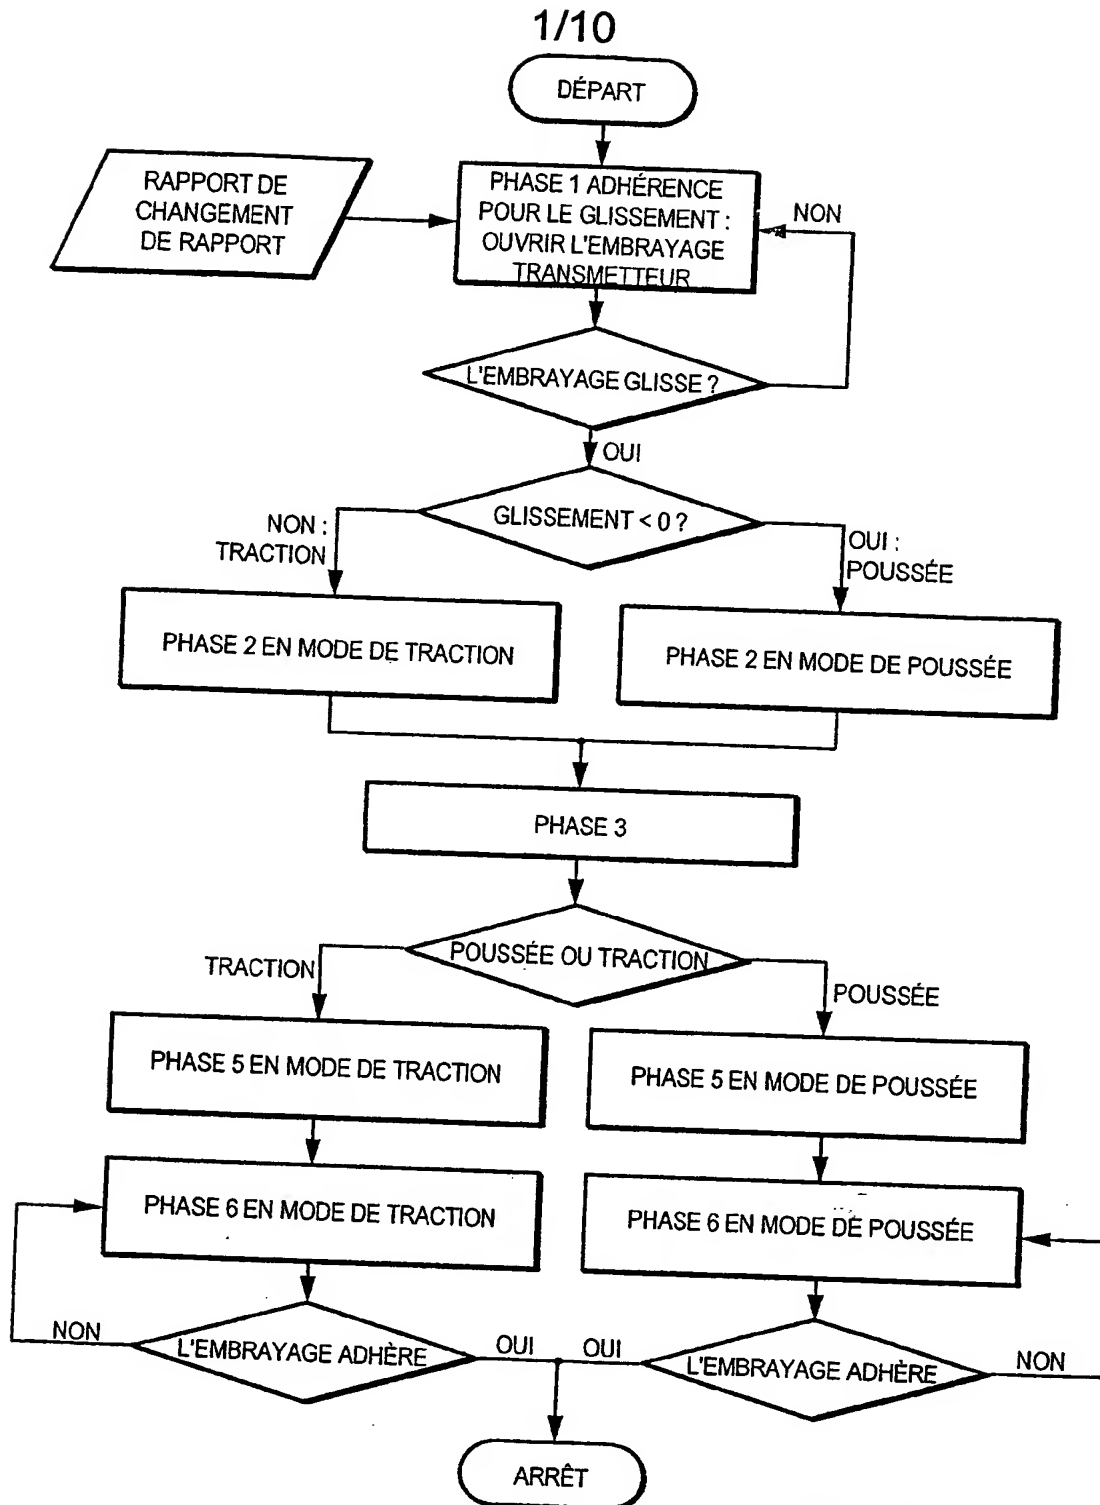 1/10
DÉPART
RAPPORT DE
CHANGEMENT
DE RAPPORT
PHASE 1 ADHÉRENCE
POUR LE GLISSEMENT :
OUVRIR L'EMBRAYAGE
TRANSMETTEUR
NON
L'EMBRAYAGE GLISSE ?
OUI
GLISSEMENT < 0 ?
NON :
TRACTION
OUI :
POUSSÉE
PHASE 2 EN MODE DE TRACTION
PHASE 2 EN MODE DE POUSSÉE
PHASE 3
POUSSÉE OU TRACTION
TRACTION
POUSSÉE
PHASE 5 EN MODE DE TRACTION
PHASE 5 EN MODE DE POUSSÉE
PHASE 6 EN MODE DE TRACTION
PHASE 6 EN MODE DE POUSSÉE
NON
L'EMBRAYAGE ADHÈRE
OUI
OUI
L'EMBRAYAGE ADHÈRE
NON
ARRÊT